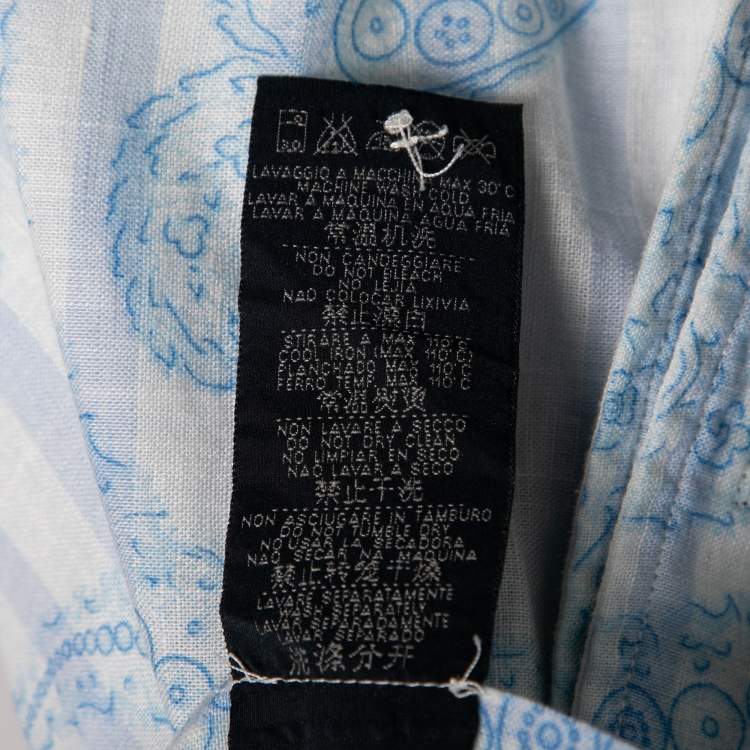 30
LAVAGGIO A MACCHINA MAX 30°C
MACHINE WASH COLD
LAVAR A MAQUINA EN AQUA FRIA
LAVAR A MAQUINA AGUA FRIA
常温机洗
NON CANDEGGIARE
DO NOT BLEACH
NO LEJIA
NAO COLOCAR LIXIVIA
禁止漂白
STIRARE A MAX 110°C
COOL IRON (MAX 110°C)
PLANCHADO MAX 110°C
FERRO TEMP. MAX 110°C
常温熨烫
NON LAVARE A SECCO
DO NOT DRY CLEAN
NO LIMPIAR EN SECO
NAO LAVAR A SECO
禁止干洗
NON ASCIUGARE IN TAMBURO
DO NOT TUMBLE DRY
NO USAR LA SECADORA
NAO SECAR NA MAQUINA
禁止转笼干燥
LAVARE SEPARATAMENTE
WASH SEPARATELY
LAVAR SEPARADAMENTE
LAVAR SEPARADO
洗涤分开